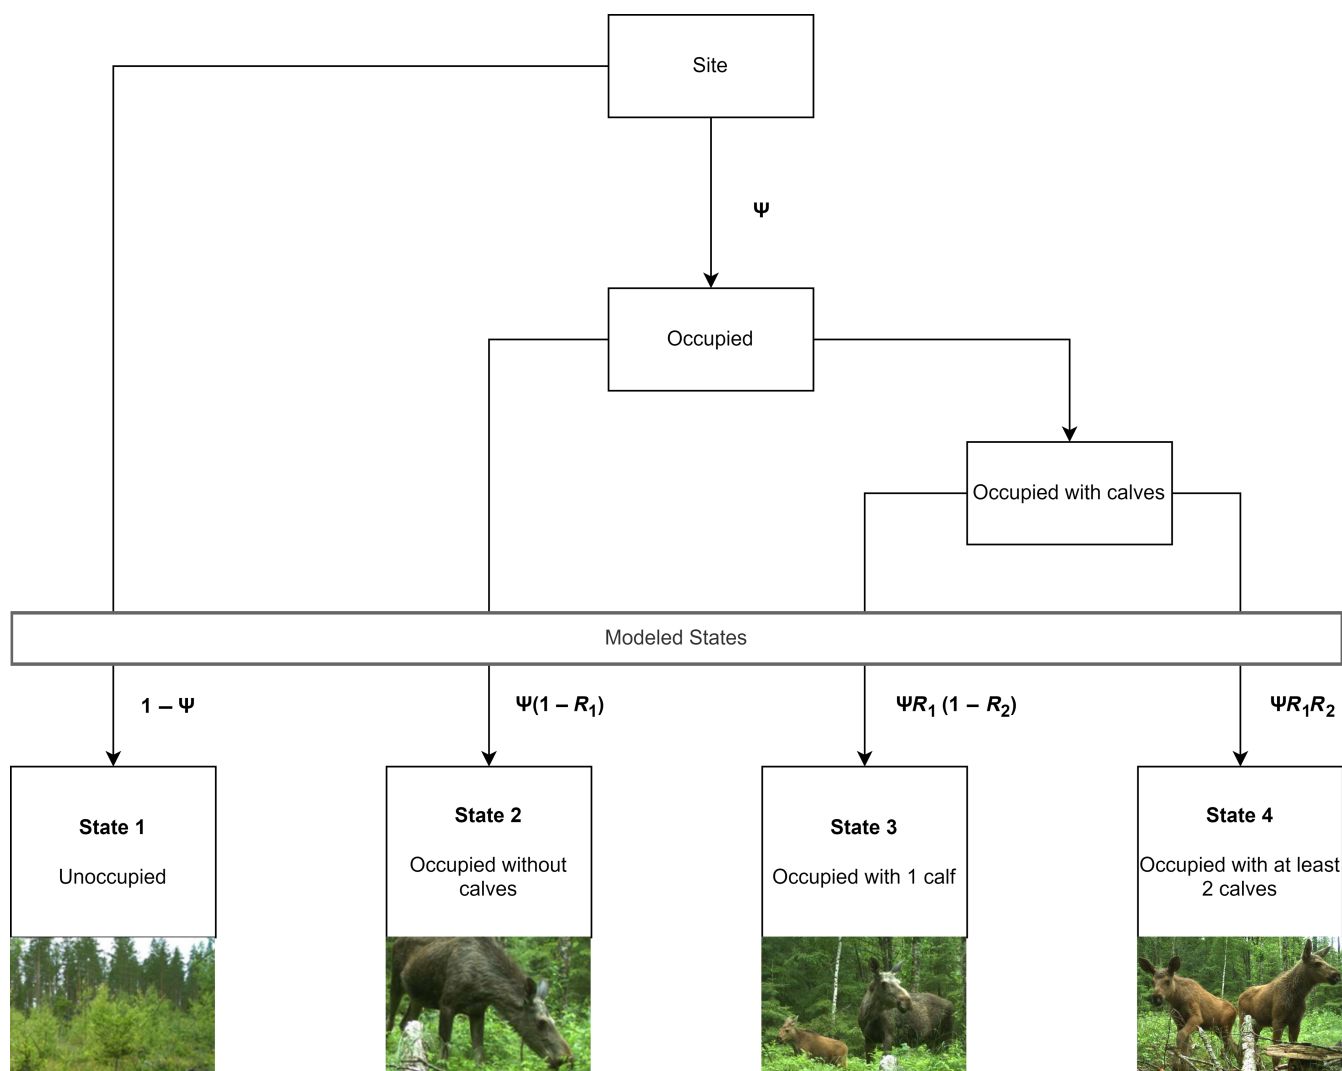 Site
Ψ
Occupied
Occupied with calves
Modeled States
1 – Ψ
Ψ(1 – R₁)
ΨR₁ (1 – R₂)
ΨR₁R₂
State 1
Unoccupied
State 2
Occupied without
calves
State 3
Occupied with 1 calf
State 4
Occupied with at least
2 calves